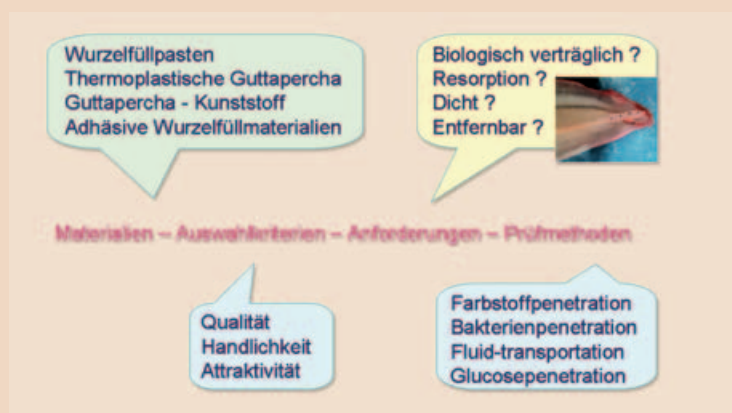 Wurzelfüllpasten
Thermoplastische Guttapercha
Guttapercha - Kunststoff
Adhäsive Wurzelfüllmaterialien
Biologisch verträglich ?
Resorption ?
Dicht ?
Entfernbar ?
Materialien – Auswahlkriterien – Anforderungen – Prüfmethoden
Qualität
Handlichkeit
Attraktivität
Farbstoffpenetration
Bakterienpenetration
Fluid-transportation
Glucosepenetration